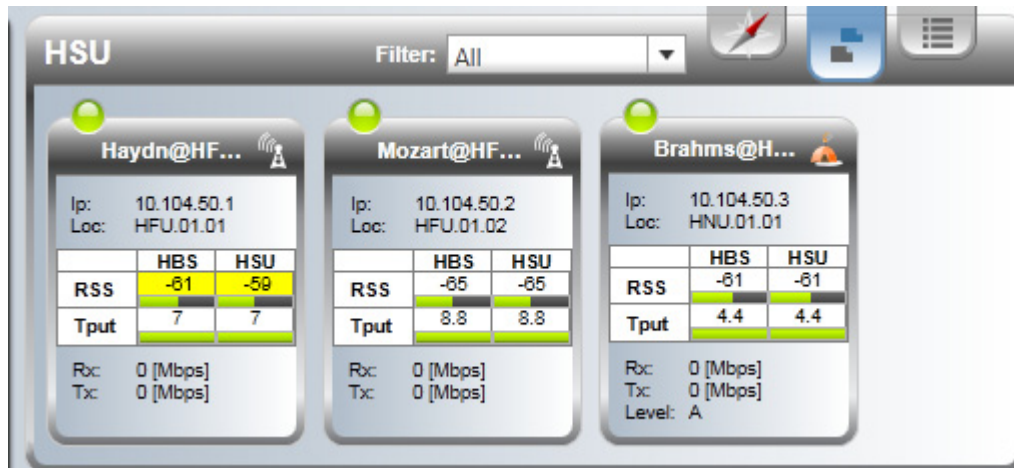 HSU Filter: All
Haydn@HF...
Ip: 10.104.50.1
Loc: HFU.01.01
HBS HSU
RSS -61 -59
Tput 7 7
Rx: 0 [Mbps]
Tx: 0 [Mbps]
Mozart@HF...
Ip: 10.104.50.2
Loc: HFU.01.02
HBS HSU
RSS -65 -65
Tput 8.8 8.8
Rx: 0 [Mbps]
Tx: 0 [Mbps]
Brahms@H...
Ip: 10.104.50.3
Loc: HNU.01.01
HBS HSU
RSS -61 -61
Tput 4.4 4.4
Rx: 0 [Mbps]
Tx: 0 [Mbps]
Level: A